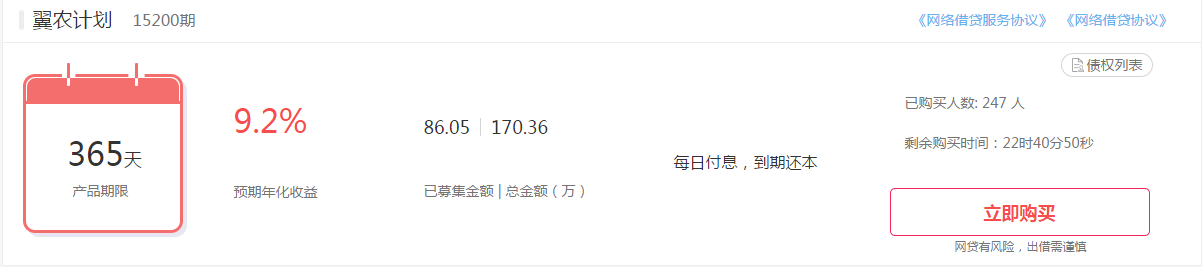 翼农计划 15200期 《网络借贷服务协议》 《网络借贷协议》
债权列表
365天
产品期限
9.2%
预期年化收益
86.05 | 170.36
已募集金额 | 总金额（万）
每日付息，到期还本
已购买人数: 247 人
剩余购买时间：22时40分50秒
立即购买
网贷有风险，出借需谨慎